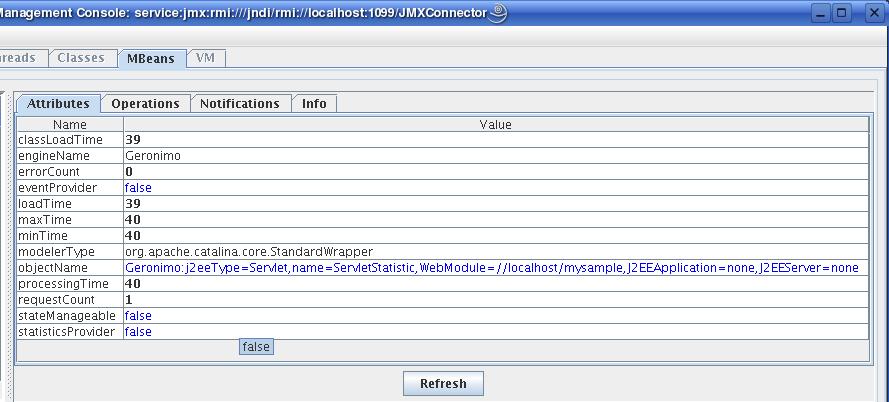 Management Console: service:jmx:rmi:///jndi/rmi://localhost:1099/JMXConnector
reads Classes MBeans VM
Attributes Operations Notifications Info
Name Value
classLoadTime 39
engineName Geronimo
errorCount 0
eventProvider false
loadTime 39
maxTime 40
minTime 40
modelerType org.apache.catalina.core.StandardWrapper
objectName Geronimo:j2eeType=Servlet,name=ServletStatistic,WebModule=//localhost/mysample,J2EEApplication=none,J2EEServer=none
processingTime 40
requestCount 1
stateManageable false
statisticsProvider false
false
Refresh